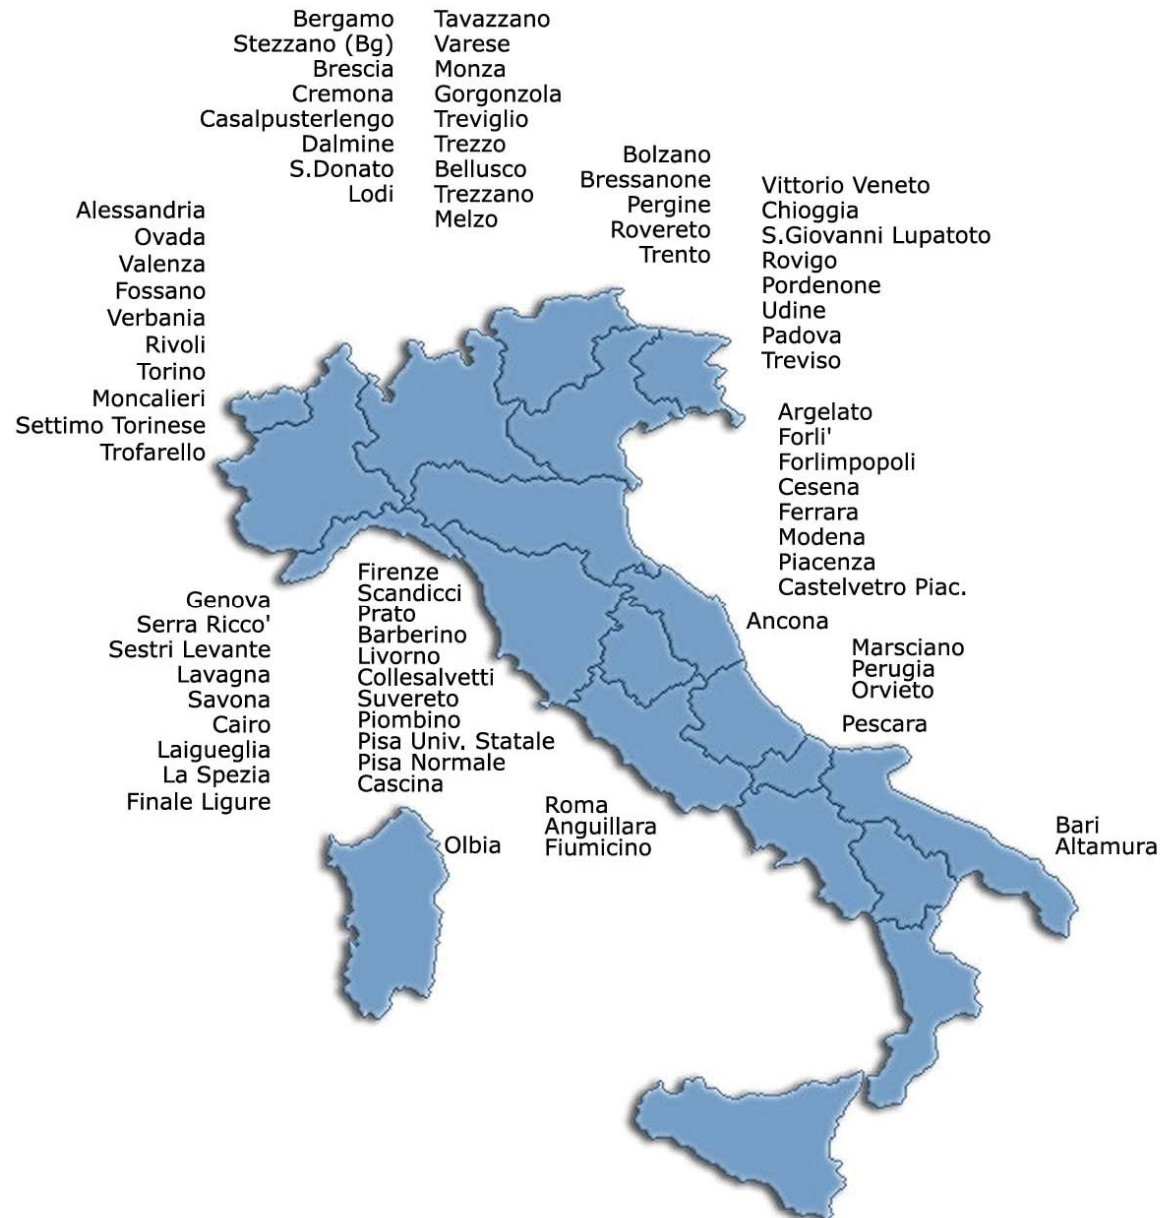 Bergamo
Stezzano (Bg)
Brescia
Cremona
Casalpusterlengo
Dalmine
S.Donato
Lodi
Tavazzano
Varese
Monza
Gorgonzola
Treviglio
Trezzo
Bellusco
Trezzano
Melzo
Bolzano
Bressanone
Pergine
Rovereto
Trento
Vittorio Veneto
Chioggia
S.Giovanni Lupatoto
Rovigo
Pordenone
Udine
Padova
Treviso
Alessandria
Ovada
Valenza
Fossano
Verbania
Rivoli
Torino
Moncalieri
Settimo Torinese
Trofarello
Argelato
Forli'
Forlimpopoli
Cesena
Ferrara
Modena
Piacenza
Castelvetro Piac.
Genova
Serra Ricco'
Sestri Levante
Lavagna
Savona
Cairo
Laigueglia
La Spezia
Finale Ligure
Firenze
Scandicci
Prato
Barberino
Livorno
Collesalvetti
Suvereto
Piombino
Pisa Univ. Statale
Pisa Normale
Cascina
Ancona
Marsciano
Perugia
Orvieto
Pescara
Roma
Anguillara
Fiumicino
Olbia
Bari
Altamura